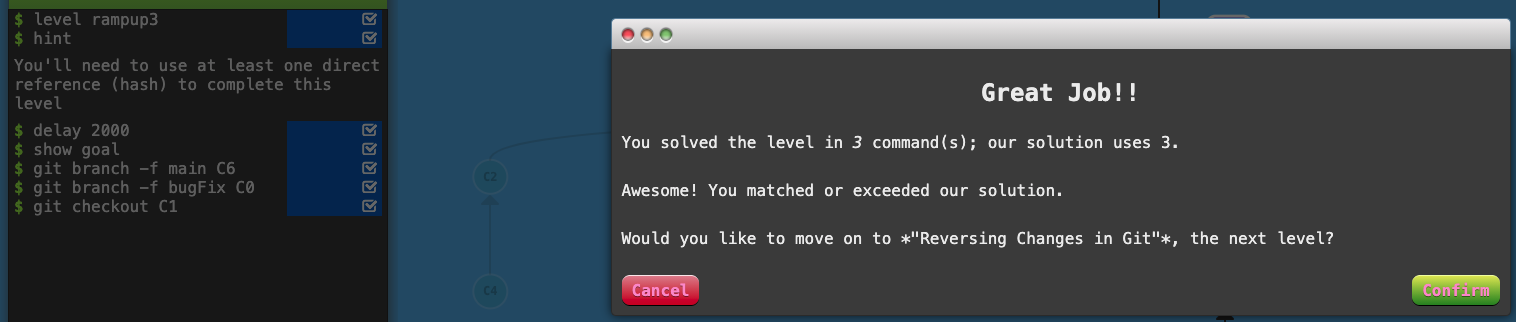 $ level rampup3
$ hint
You'll need to use at least one direct
reference (hash) to complete this
level
$ delay 2000
$ show goal
$ git branch -f main C6
$ git branch -f bugFix C0
$ git checkout C1
C2
C4
Great Job!!
You solved the level in 3 command(s); our solution uses 3.
Awesome! You matched or exceeded our solution.
Would you like to move on to *"Reversing Changes in Git"*, the next level?
Cancel
Confirm